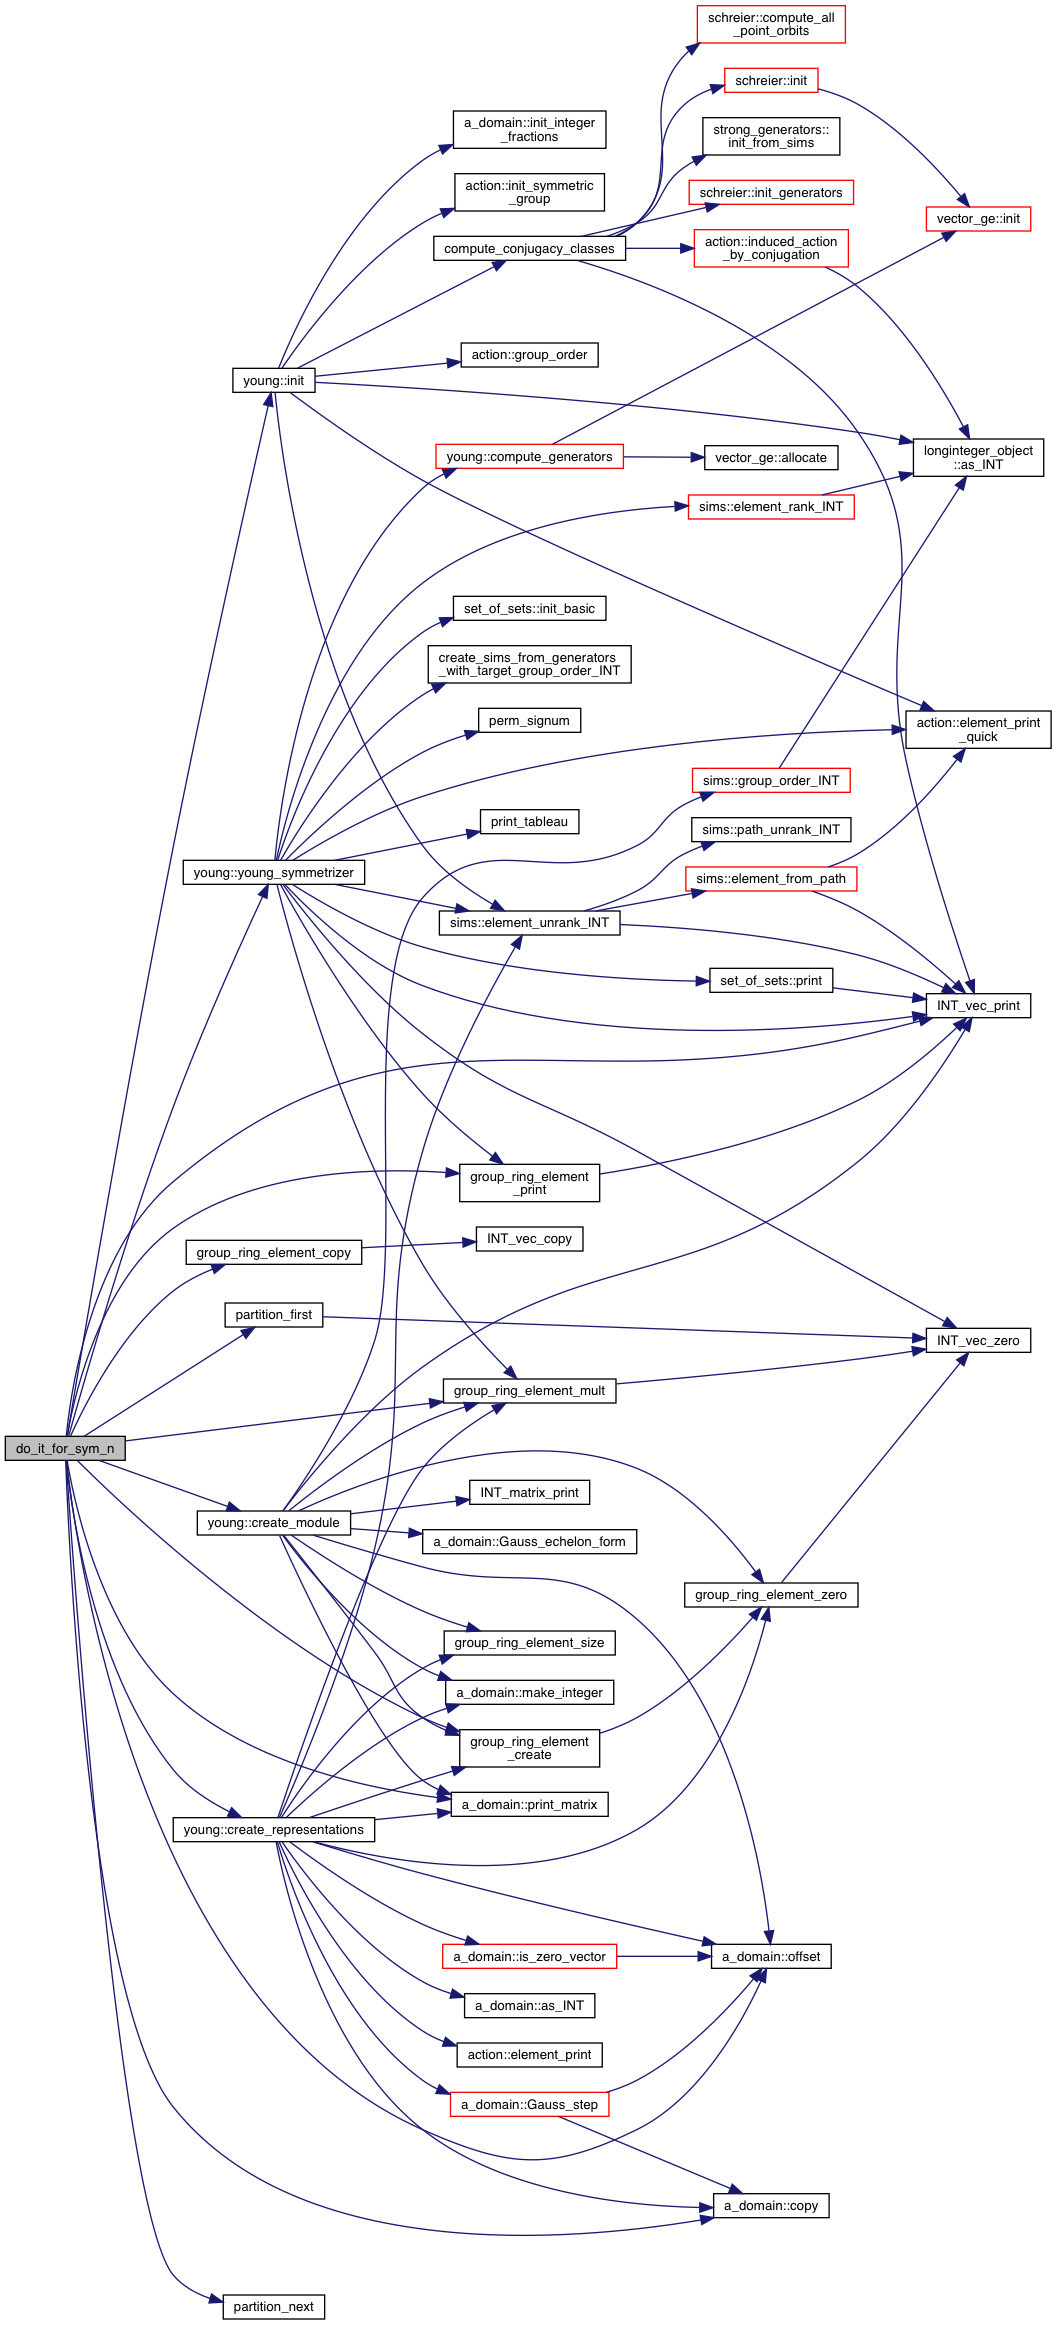 schreier::compute_all
_point_orbits
schreier::init
a_domain::init_integer
_fractions
strong_generators::
init_from_sims
action::init_symmetric
_group
schreier::init_generators
vector_ge::init
compute_conjugacy_classes
action::induced_action
_by_conjugation
action::group_order
young::init
young::compute_generators
vector_ge::allocate
longinteger_object
::as_INT
sims::element_rank_INT
set_of_sets::init_basic
create_sims_from_generators
_with_target_group_order_INT
perm_signum
action::element_print
_quick
sims::group_order_INT
print_tableau
sims::path_unrank_INT
young::young_symmetrizer
sims::element_from_path
sims::element_unrank_INT
set_of_sets::print
INT_vec_print
group_ring_element
_print
INT_vec_copy
group_ring_element_copy
partition_first
INT_vec_zero
group_ring_element_mult
do_it_for_sym_n
INT_matrix_print
young::create_module
a_domain::Gauss_echelon_form
group_ring_element_zero
group_ring_element_size
a_domain::make_integer
group_ring_element
_create
a_domain::print_matrix
young::create_representations
a_domain::is_zero_vector
a_domain::offset
a_domain::as_INT
action::element_print
a_domain::Gauss_step
a_domain::copy
partition_next